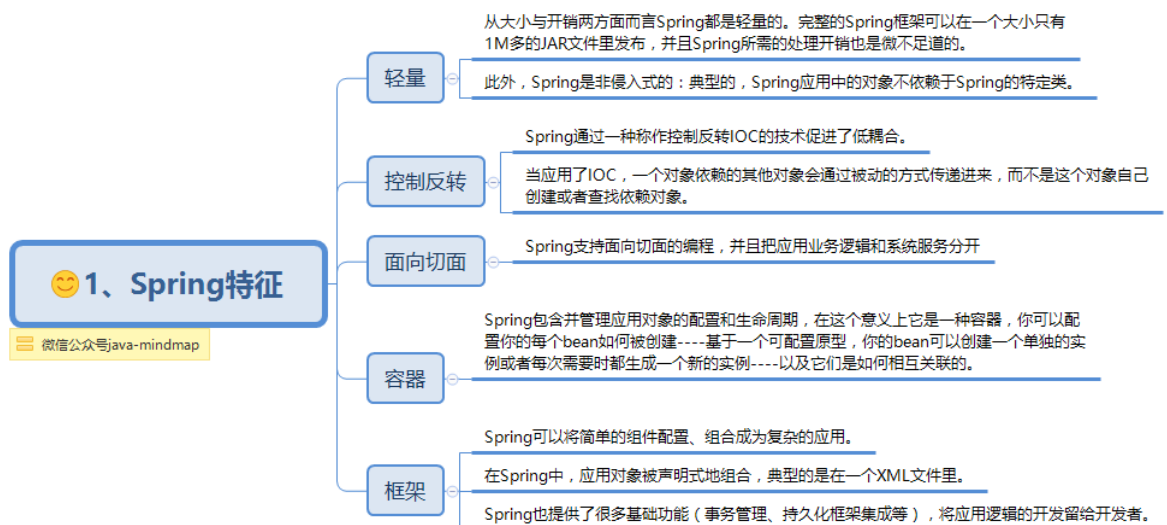 1、Spring特征
微信公众号java-mindmap
轻量
从大小与开销两方面而言Spring都是轻量的。完整的Spring框架可以在一个大小只有
1M多的JAR文件里发布，并且Spring所需的处理开销也是微不足道的。
此外，Spring是非侵入式的：典型的，Spring应用中的对象不依赖于Spring的特定类。
控制反转
Spring通过一种称作控制反转IOC的技术促进了低耦合。
当应用了IOC，一个对象依赖的其他对象会通过被动的方式传递进来，而不是这个对象自己
创建或者查找依赖对象。
面向切面
Spring支持面向切面的编程，并且把应用业务逻辑和系统服务分开
容器
Spring包含并管理应用对象的配置和生命周期，在这个意义上它是一种容器，你可以配
置你的每个bean如何被创建----基于一个可配置原型，你的bean可以创建一个单独的实
例或者每次需要时都生成一个新的实例----以及它们是如何相互关联的。
框架
Spring可以将简单的组件配置、组合成为复杂的应用。
在Spring中，应用对象被声明式地组合，典型的是在一个XML文件里。
Spring也提供了很多基础功能（事务管理、持久化框架集成等），将应用逻辑的开发留给开发者。